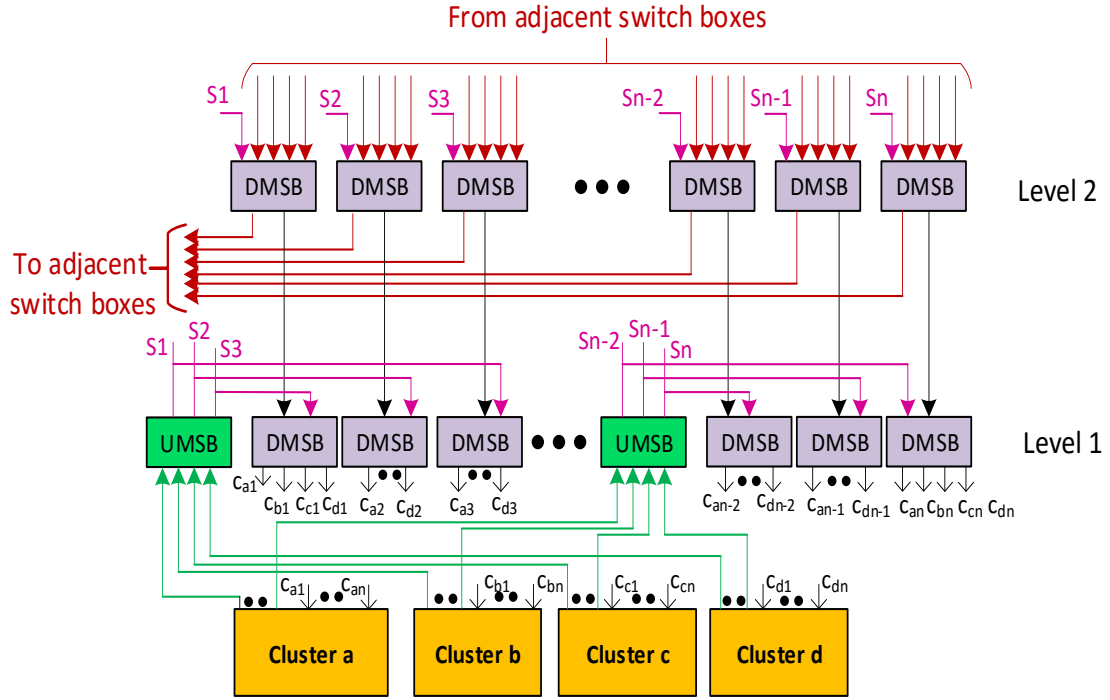 From adjacent switch boxes
S1 S2 S3 Sn-2 Sn-1 Sn
DMSB DMSB DMSB DMSB DMSB DMSB
Level 2
To adjacent
switch boxes
S1 S2 S3 Sn-2 Sn-1 Sn
UMSB DMSB DMSB DMSB UMSB DMSB DMSB DMSB
Level 1
Ca1 Cb1 Cc1 Cd1 Ca2 Cd2 Ca3 Cd3 Can-2 Cdn-2 Can-1 Cdn-1 Can Cbn Ccn Cdn
Ca1 Can Cb1 Cbn Cc1 Ccn Cd1 Cdn
Cluster a Cluster b Cluster c Cluster d